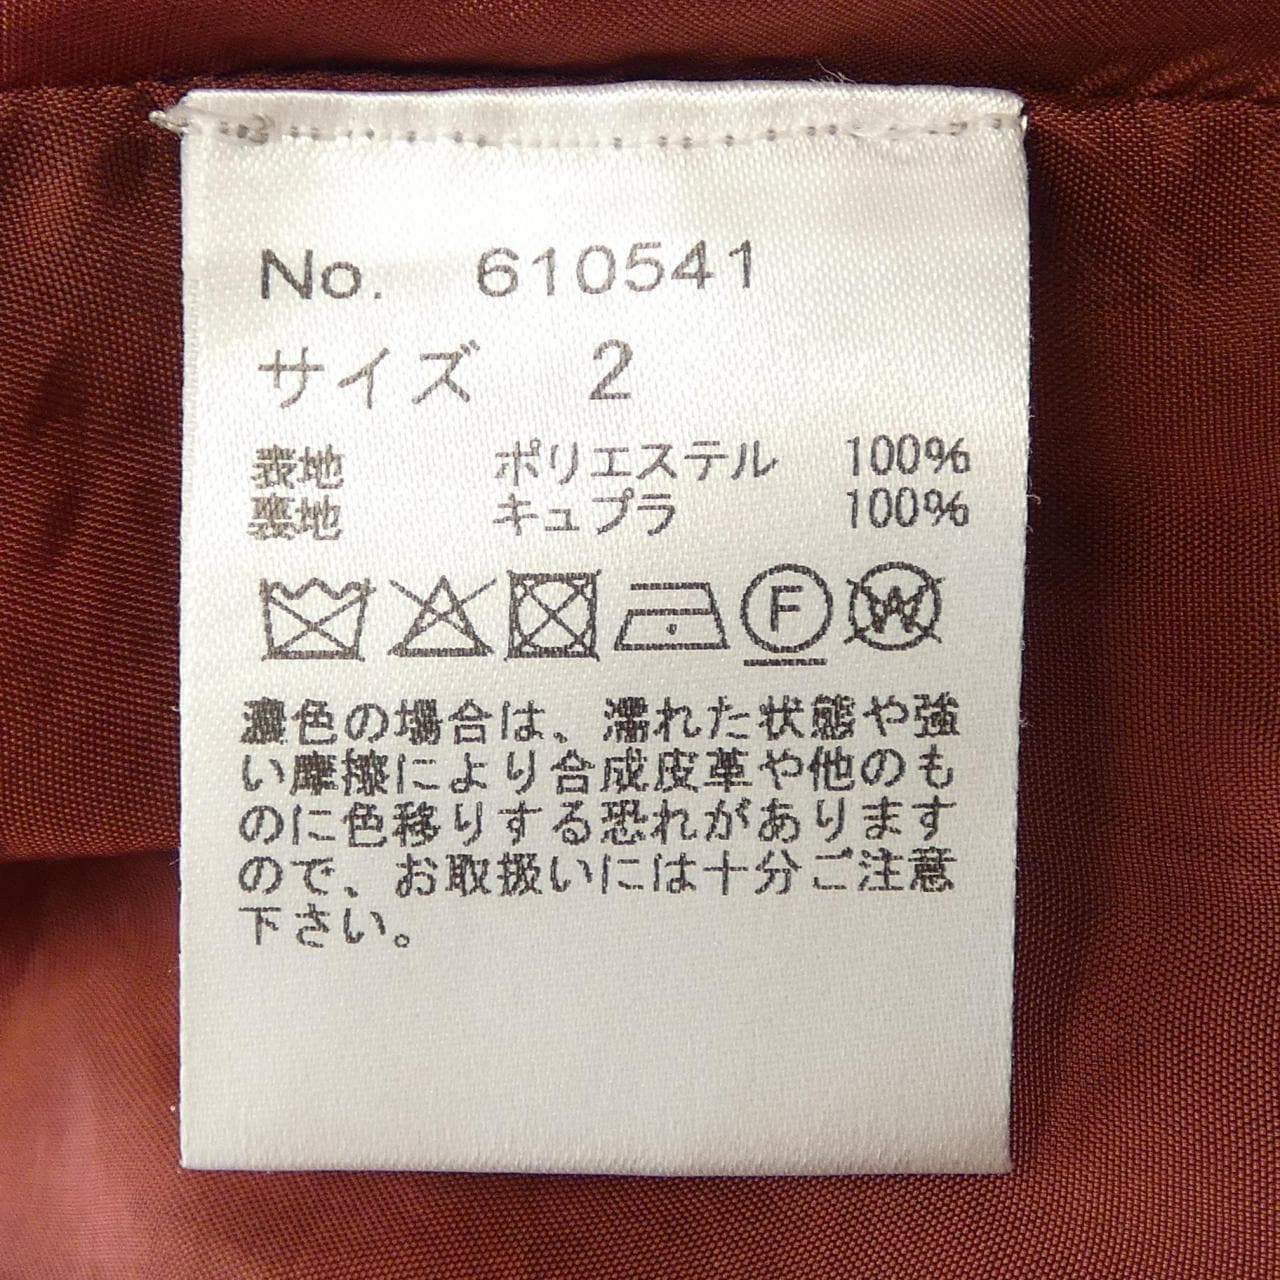 No. 610541
サイズ 2
表地 ポリエステル 100%
裏地 キュプラ 100%
F W
濃色の場合は、濡れた状態や強
い摩擦により合成皮革や他のも
のに色移りする恐れがあります
ので、お取扱いには十分ご注意
下さい。